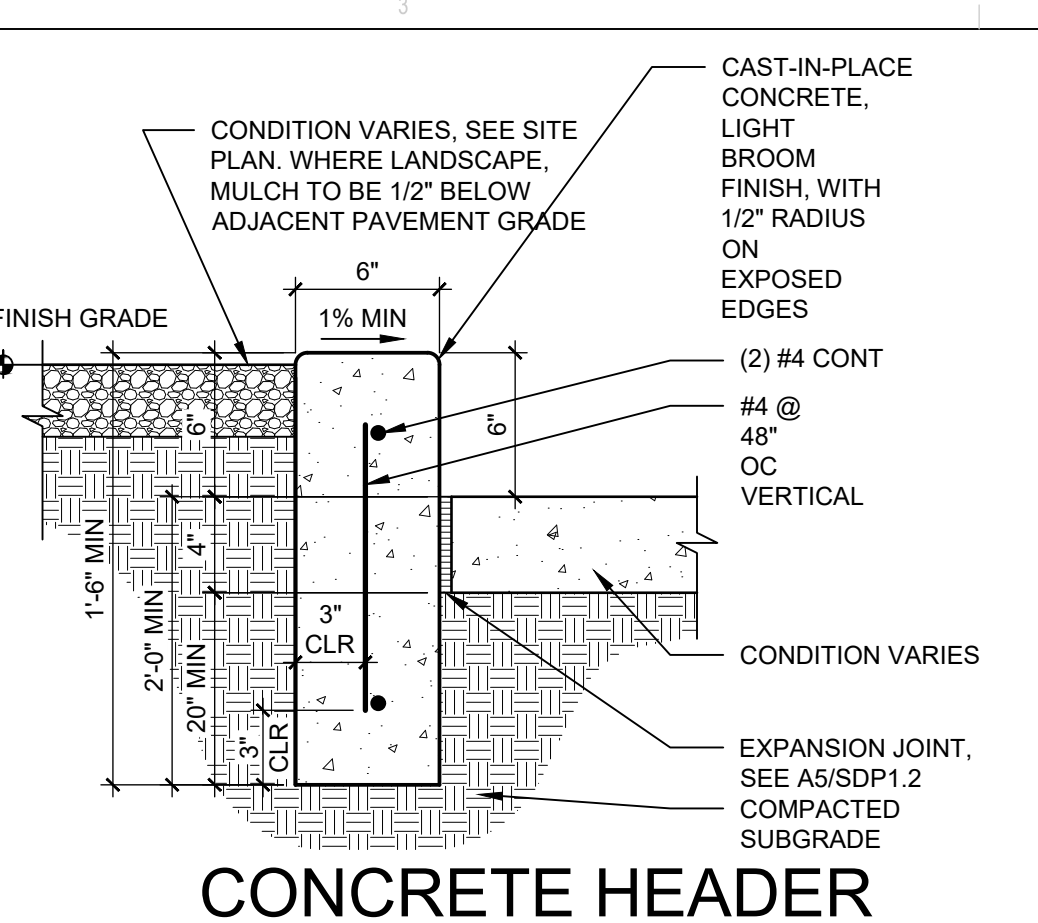 3
CONDITION VARIES, SEE SITE
PLAN. WHERE LANDSCAPE,
MULCH TO BE 1/2" BELOW
ADJACENT PAVEMENT GRADE
CAST-IN-PLACE
CONCRETE,
LIGHT
BROOM
FINISH, WITH
1/2" RADIUS
ON
EXPOSED
EDGES
6"
1% MIN
FINISH GRADE
(2) #4 CONT
#4 @
48"
OC
VERTICAL
6"
6"
4"
1'-6" MIN
2'-0" MIN
20" MIN
3"
CLR
3"
CLR
CONDITION VARIES
EXPANSION JOINT,
SEE A5/SDP1.2
COMPACTED
SUBGRADE
CONCRETE HEADER